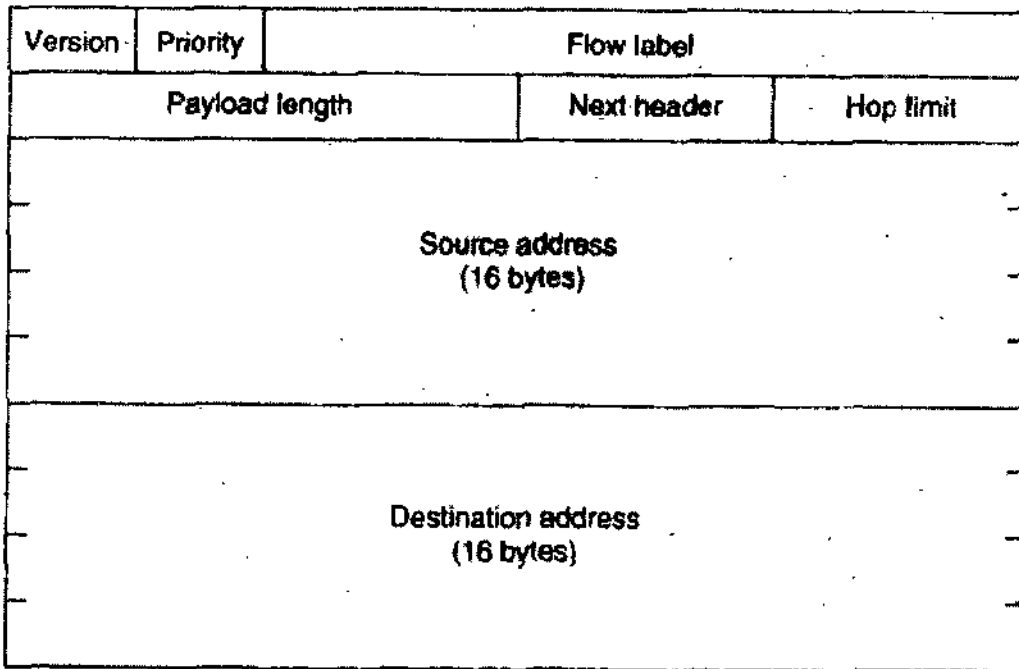 Version Priority Flow label
Payload length Next header Hop limit
Source address
(16 bytes)
Destination address
(16 bytes)